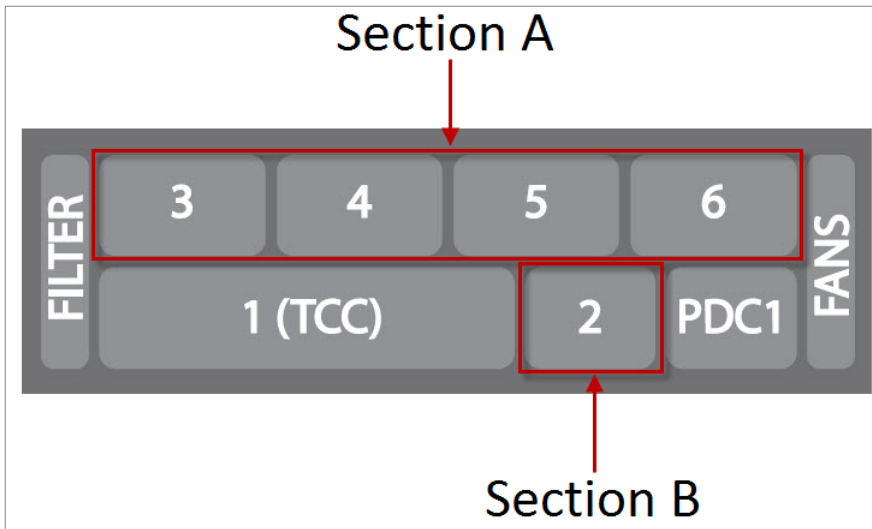 Section A
FILTER
3 4 5 6
FANS
1 (TCC) 2 PDC1
Section B